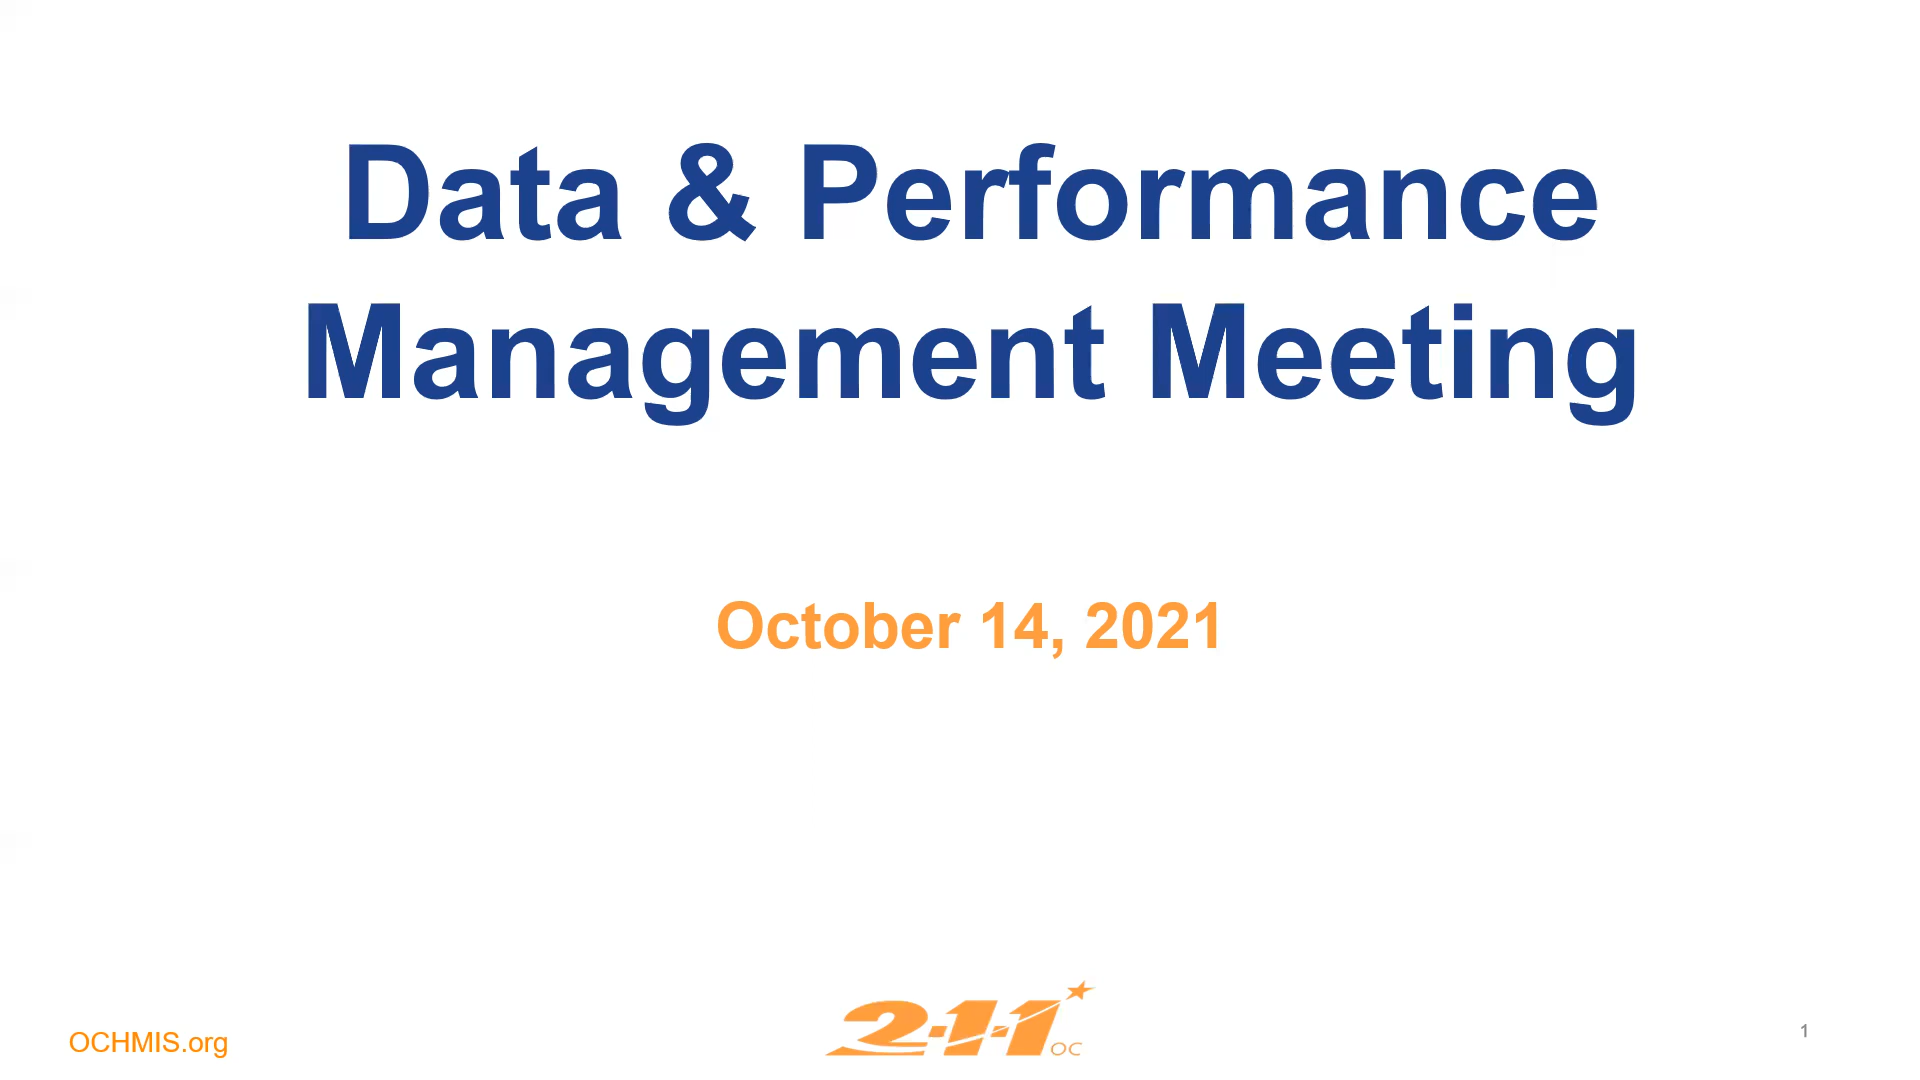 Data & Performance
Management Meeting
October 14, 2021
OCHMIS.org
2-1-1 OC
1